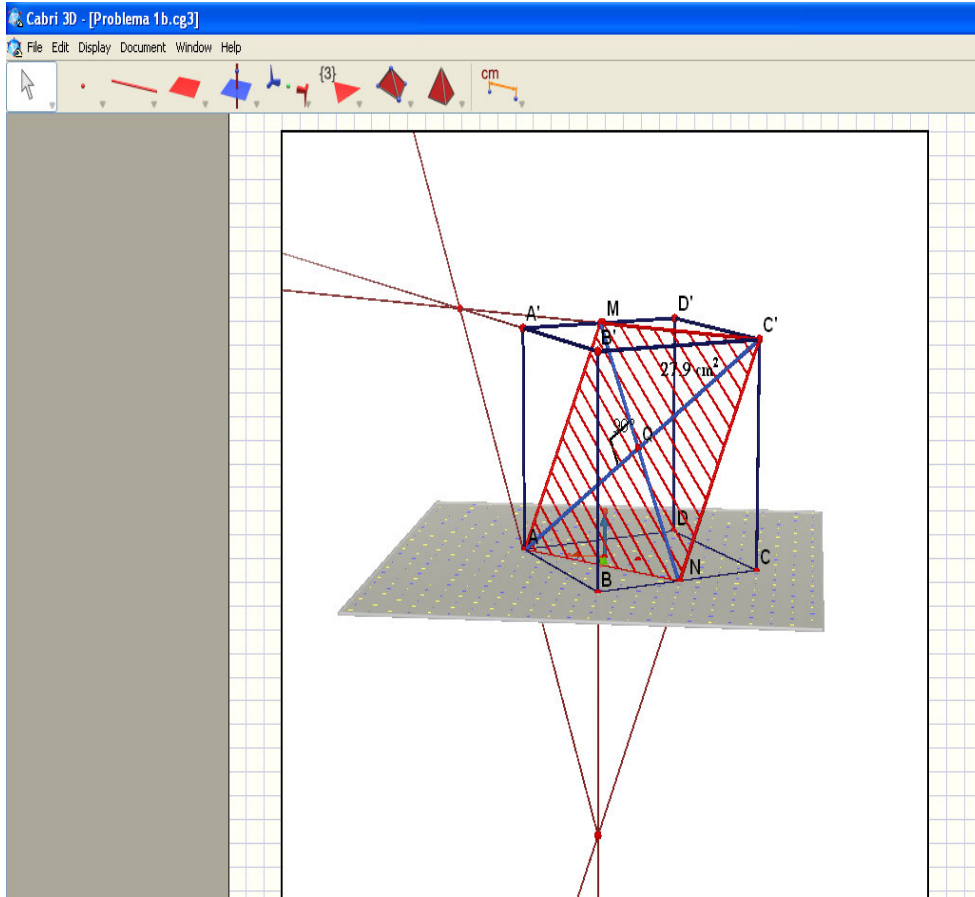 Cabri 3D - [Problema 1b.cg3]
File Edit Display Document Window Help
{3}
cm
A'
M
D'
C'
B'
27.9 cm²
90°
O
A
D
B
N
C